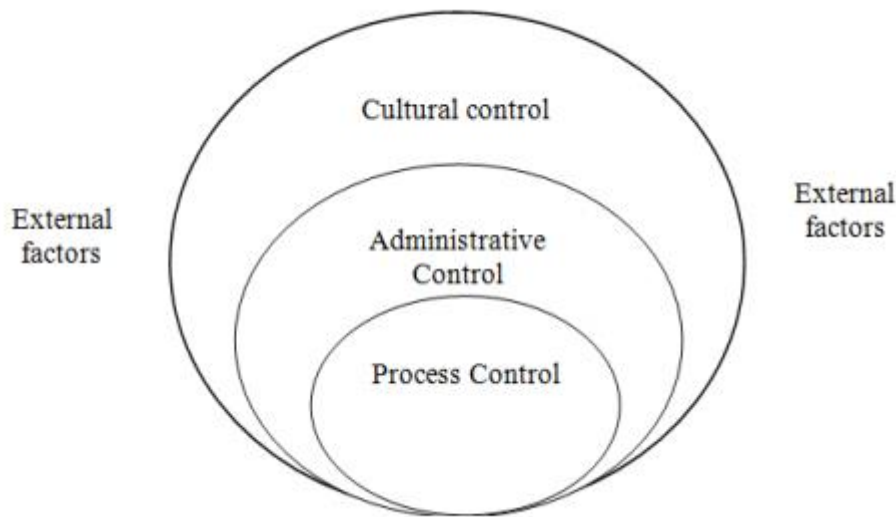 Cultural control
External
factors
External
factors
Administrative
Control
Process Control